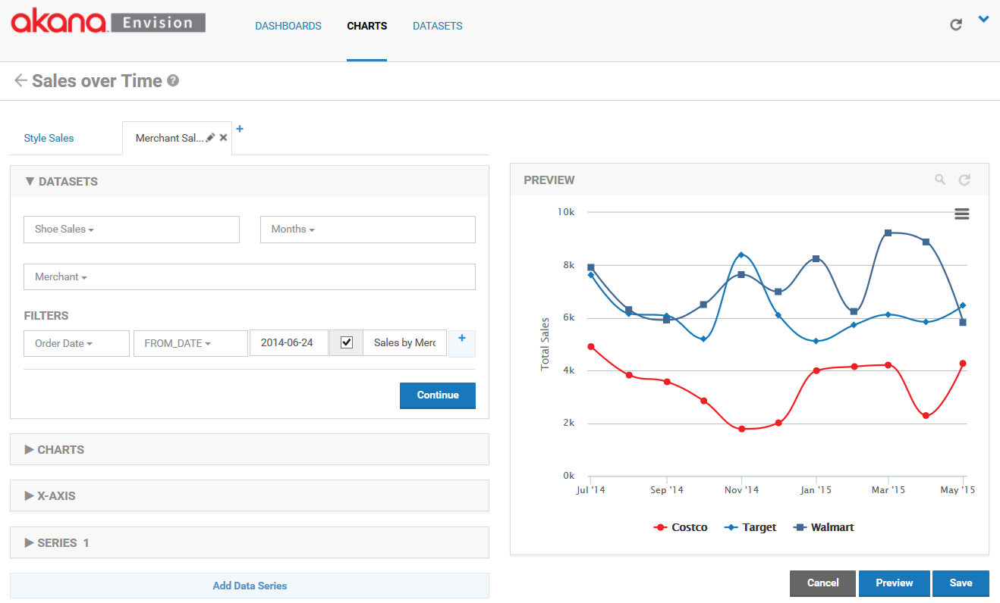 akana Envision
DASHBOARDS CHARTS DATASETS
Sales over Time ?
Style Sales
Merchant Sal...
+
DATASETS
Shoe Sales
Months
Merchant
FILTERS
Order Date
FROM_DATE
2014-06-24
Sales by Merc
+
Continue
CHARTS
X-AXIS
SERIES 1
Add Data Series
PREVIEW
10k
8k
6k
4k
2k
0k
Total Sales
Jul '14 Sep '14 Nov '14 Jan '15 Mar '15 May '15
Costco Target Walmart
Cancel Preview Save